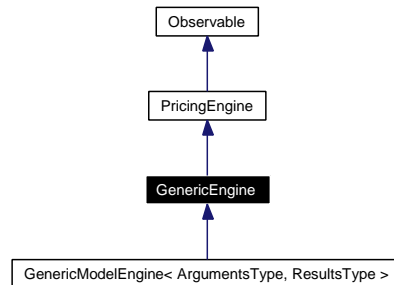 Observable
PricingEngine
GenericEngine
GenericModelEngine< ArgumentsType, ResultsType >